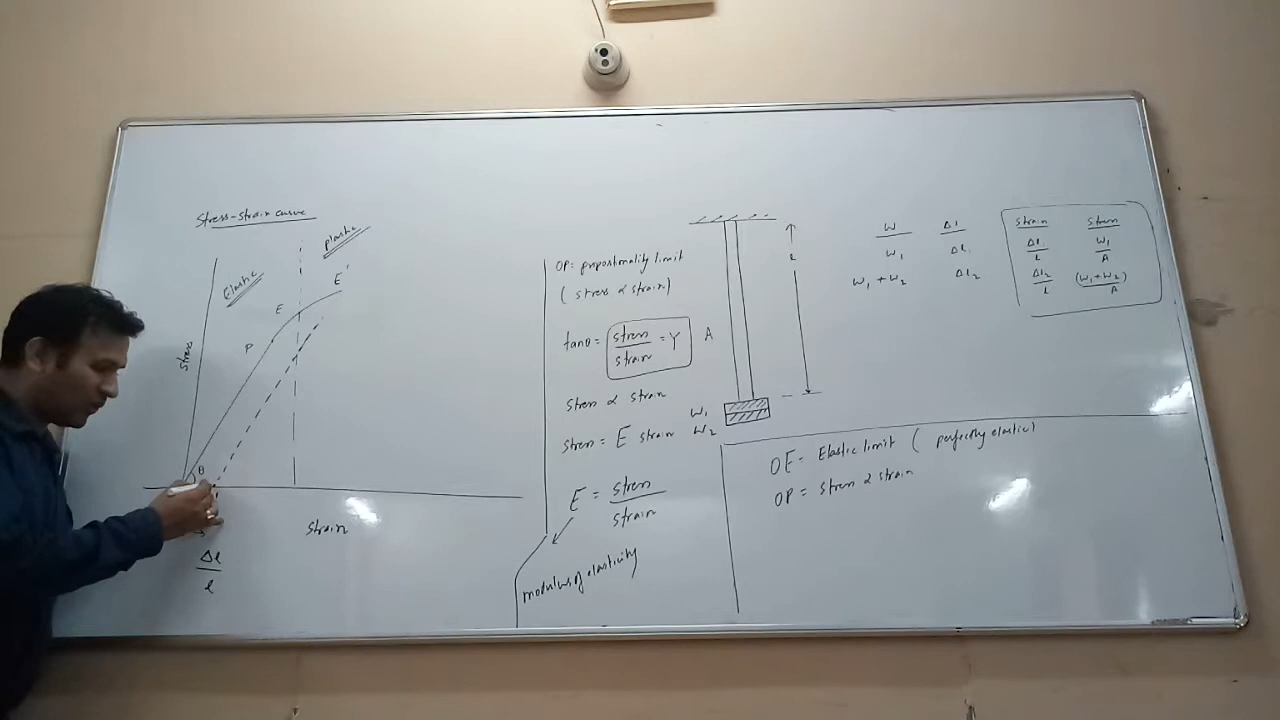 Stress-strain curve
Elastic
plastic
stress
P
E
E'
θ
strain
Δl
l
OP = propotionality limit
( stress α strain)
tanθ = stress = Y A
strain
stress α strain
stress = E strain
E = stress
strain
modulus of elasticity
W₁
W₂
W Δl strain stress
W₁ Δl₁ Δl₁/l W₁/A
W₁ + W₂ Δl₂ Δl₂/l (W₁+W₂)/A
OE = Elastic limit ( perfectly elastic)
OP = stress α strain